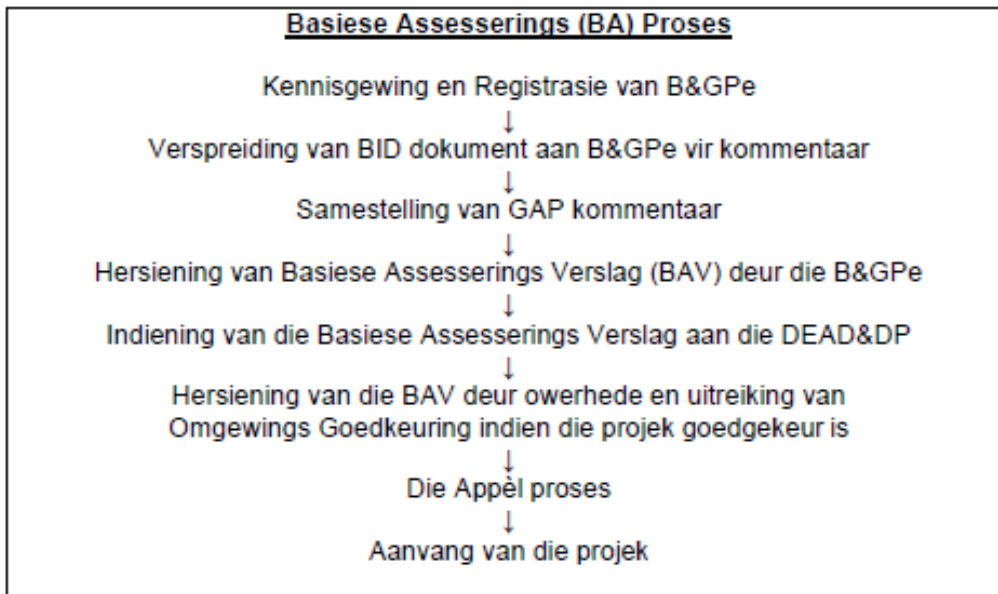 Basiese Assesserings (BA) Proses
Kennisgewing en Registrasie van B&GPe
↓
Verspreiding van BID dokument aan B&GPe vir kommentaar
↓
Samestelling van GAP kommentaar
↓
Hersiening van Basiese Assesserings Verslag (BAV) deur die B&GPe
↓
Indiening van die Basiese Assesserings Verslag aan die DEAD&DP
↓
Hersiening van die BAV deur owerhede en uitreiking van
Omgewings Goedkeuring indien die projek goedgekeur is
↓
Die Appèl proses
↓
Aanvang van die projek